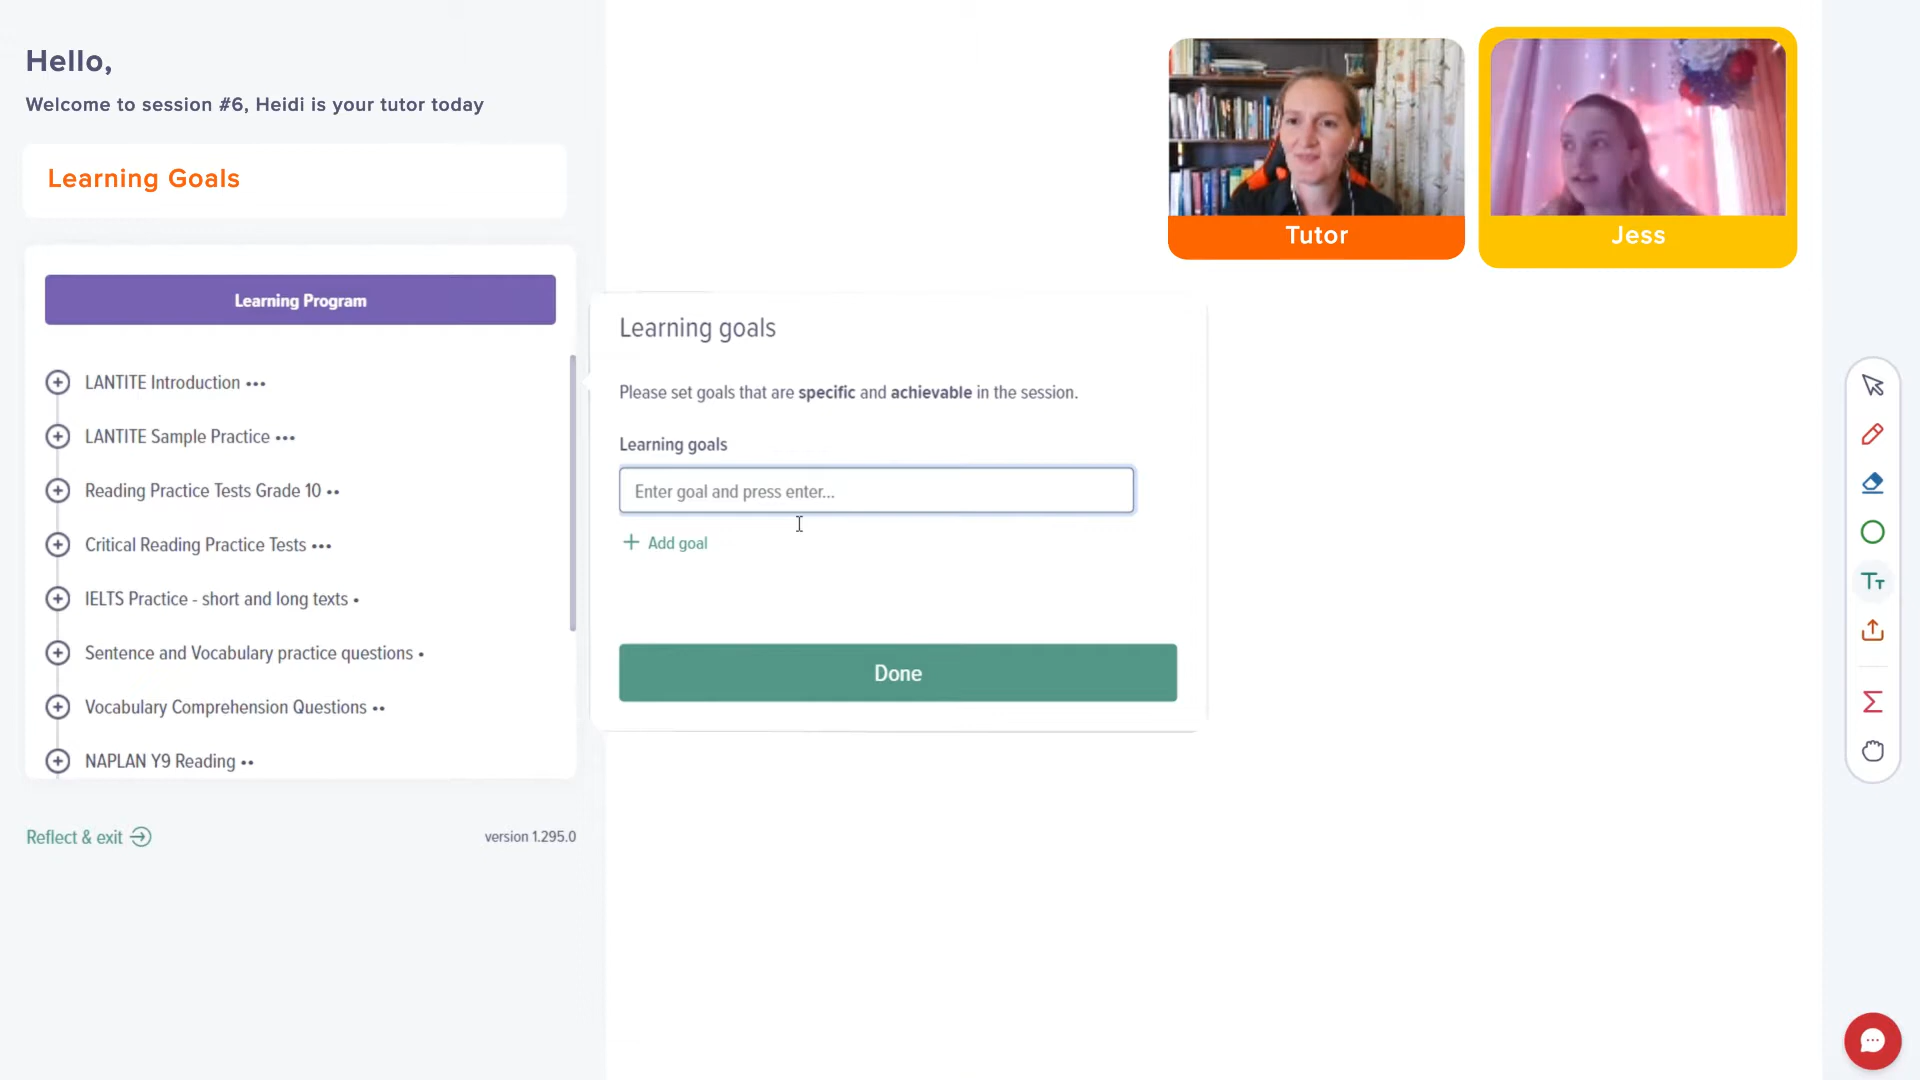 Hello,
Welcome to session #6, Heidi is your tutor today
Learning Goals
Learning Program
LANTITE Introduction •••
LANTITE Sample Practice •••
Reading Practice Tests Grade 10 ••
Critical Reading Practice Tests •••
IELTS Practice - short and long texts •
Sentence and Vocabulary practice questions •
Vocabulary Comprehension Questions ••
NAPLAN Y9 Reading ••
Reflect & exit
version 1.295.0
Learning goals
Please set goals that are specific and achievable in the session.
Learning goals
Enter goal and press enter...
+ Add goal
Done
Tutor
Jess
TT
Σ